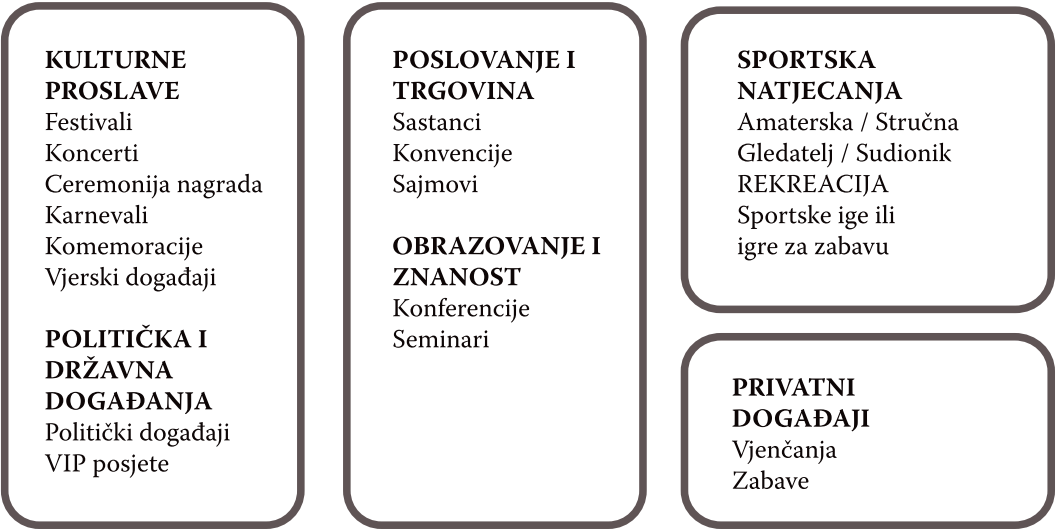 KULTURNE
PROSLAVE
Festivali
Koncerti
Ceremonija nagrada
Karnevali
Komemoracije
Vjerski događaji
POLITIČKA I
DRŽAVNA
DOGAĐANJA
Politički događaji
VIP posjete
POSLOVANJE I
TRGOVINA
Sastanci
Konvencije
Sajmovi
OBRAZOVANJE I
ZNANOST
Konferencije
Seminari
SPORTSKA
NATJECANJA
Amaterska / Stručna
Gledatelj / Sudionik
REKREACIJA
Sportske ige ili
igre za zabavu
PRIVATNI
DOGAĐAJI
Vjenčanja
Zabave